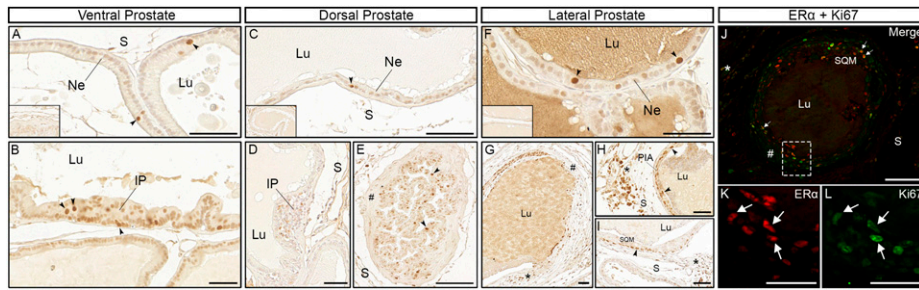 Ventral Prostate
Dorsal Prostate
Lateral Prostate
ERα + Ki67
A
S
Ne
Lu
C
Lu
Ne
S
F
Lu
Ne
J
Merge
SQM
*
Lu
S
#
B
Lu
IP
D
IP
S
Lu
E
#
S
G
#
Lu
*
H
PIA
*
Lu
S
I
Lu
SQM
S
*
K
ERα
L
Ki67